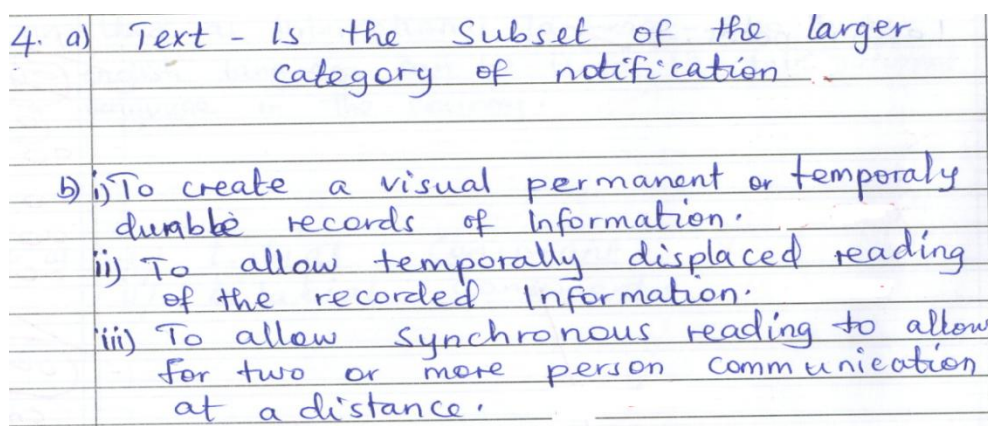 4. a) Text - Is the Subset of the larger
category of notification.
b) i) To create a visual permanent or temporaly
durabbe records of Information.
ii) To allow temporally displaced reading
of the recorded Information.
iii) To allow synchronous reading to allow
for two or more person communication
at a distance.